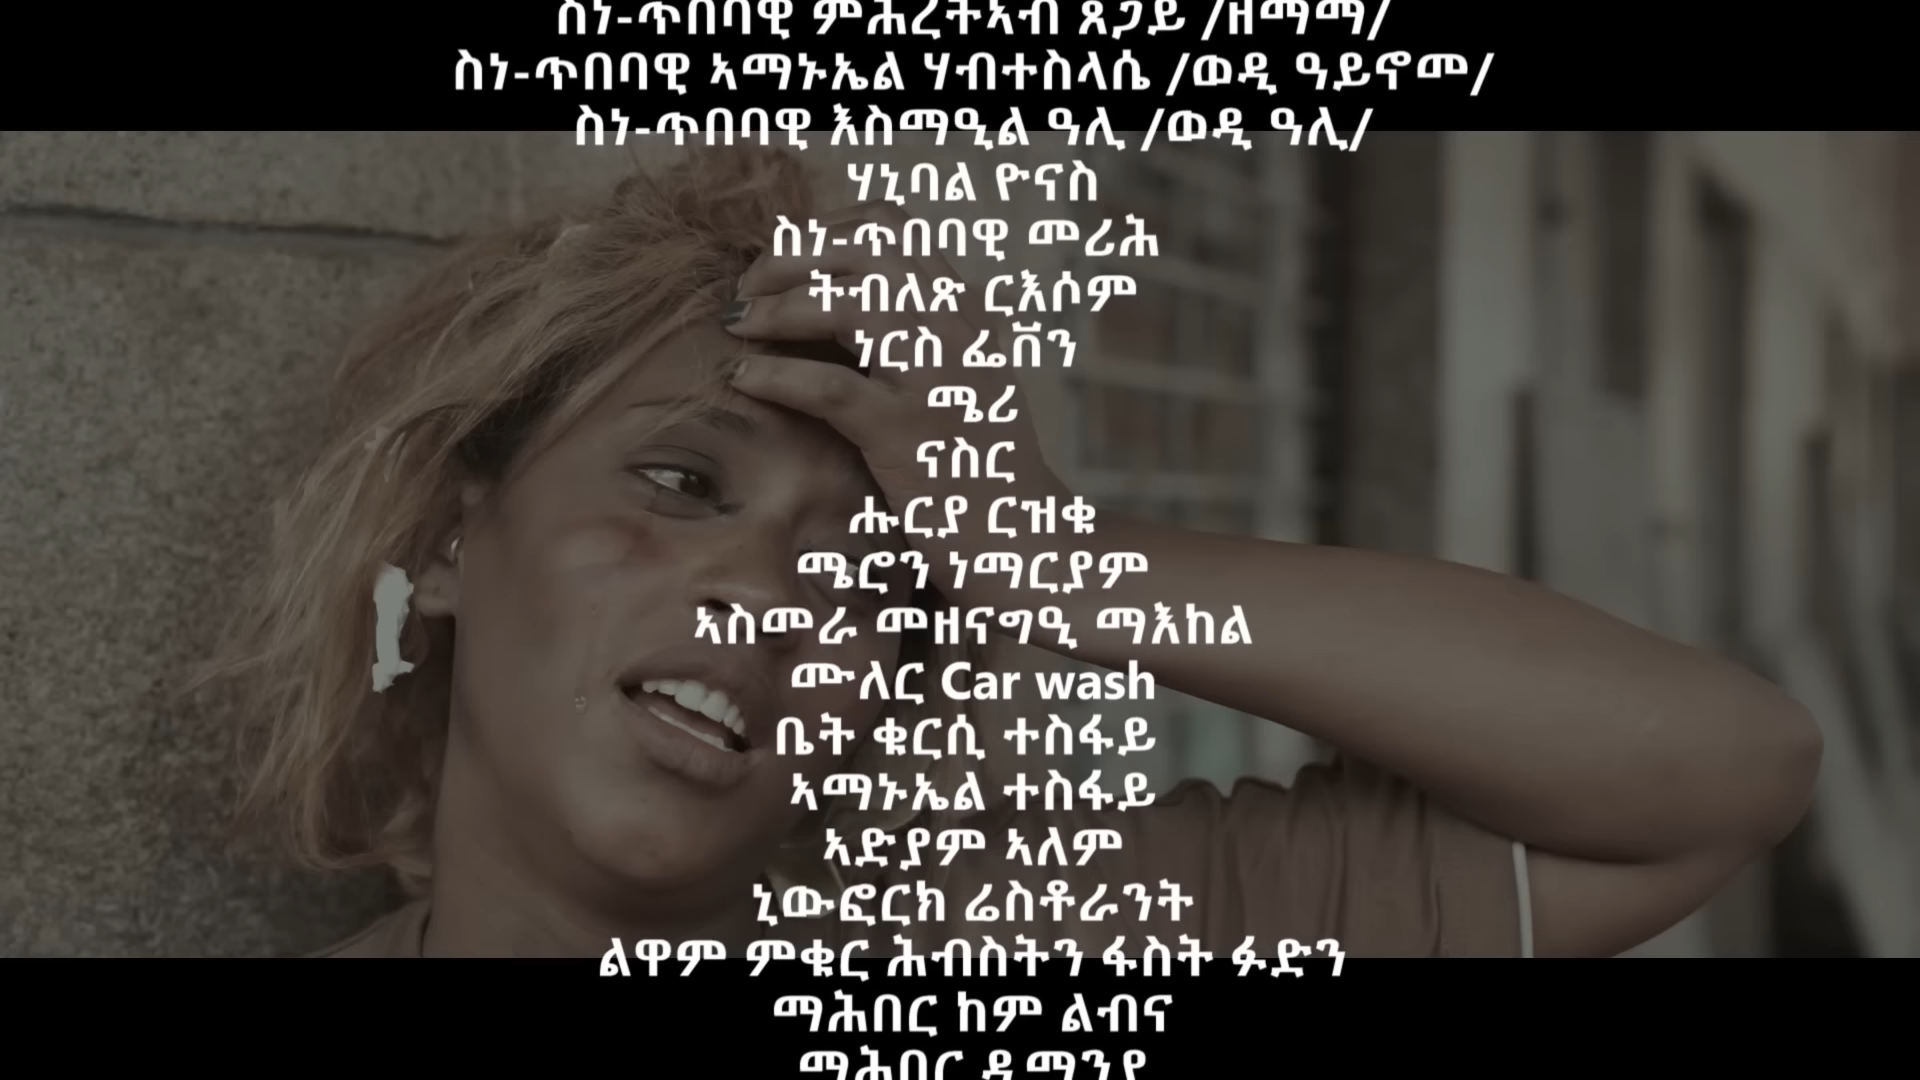 ስነ-ጥበባዊ ምሕረትኣብ ጸጋይ /ዘማማ/
ስነ-ጥበባዊ ኣማኑኤል ሃብተስላሴ /ወዲ ዓይኖመ/
ስነ-ጥበባዊ እስማዒል ዓሊ /ወዲ ዓሊ/
ሃኒባል ዮናስ
ስነ-ጥበባዊ መሪሕ
ትብለጽ ርእሶም
ነርስ ፌቨን
ሜሪ
ናስር
ሑርያ ርዝቁ
ሜሮን ነማርያም
ኣስመራ መዘናግዒ ማእከል
ሙለር Car wash
ቤት ቁርሲ ተስፋይ
ኣማኑኤል ተስፋይ
ኣድያም ኣለም
ኒውፎርክ ሬስቶራንት
ልዋም ምቁር ሕብስትን ፋስት ፉድን
ማሕበር ከም ልብና
ማሕበር